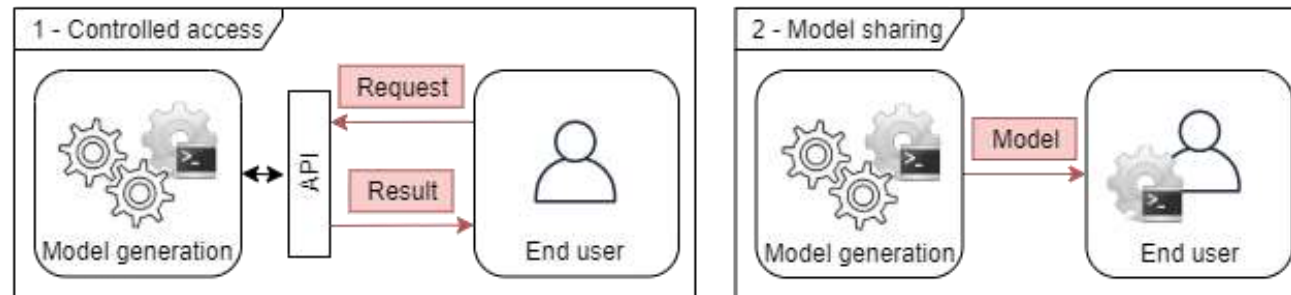 1 - Controlled access
Request
API
Result
Model generation
End user
2 - Model sharing
Model
Model generation
End user
>_
>_
>_